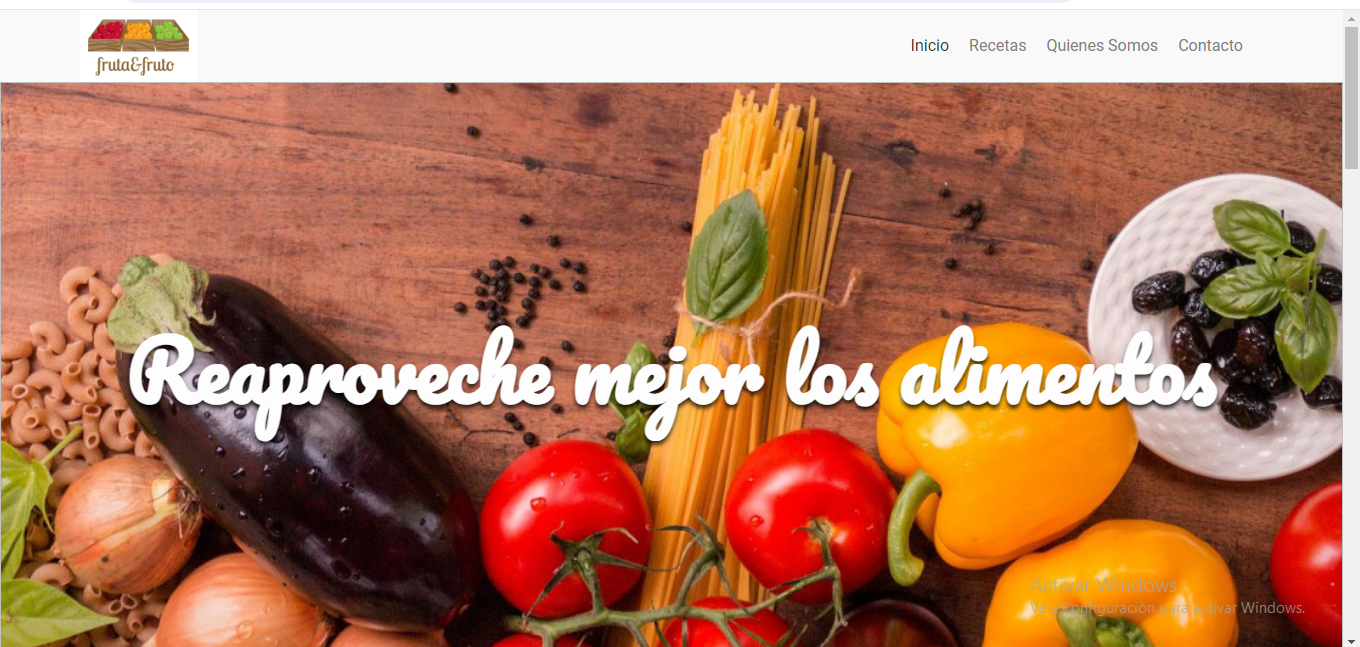 fruta&fruto
Inicio Recetas Quienes Somos Contacto
Reaproveche mejor los alimentos
Activar Windows
Ve a Configuración para activar Windows.